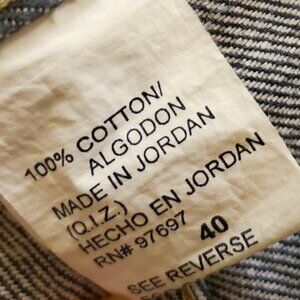 100% COTTON/
ALGODON
MADE IN JORDAN
(Q.I.Z.)
HECHO EN JORDAN
RN# 97697
40
SEE REVERSE